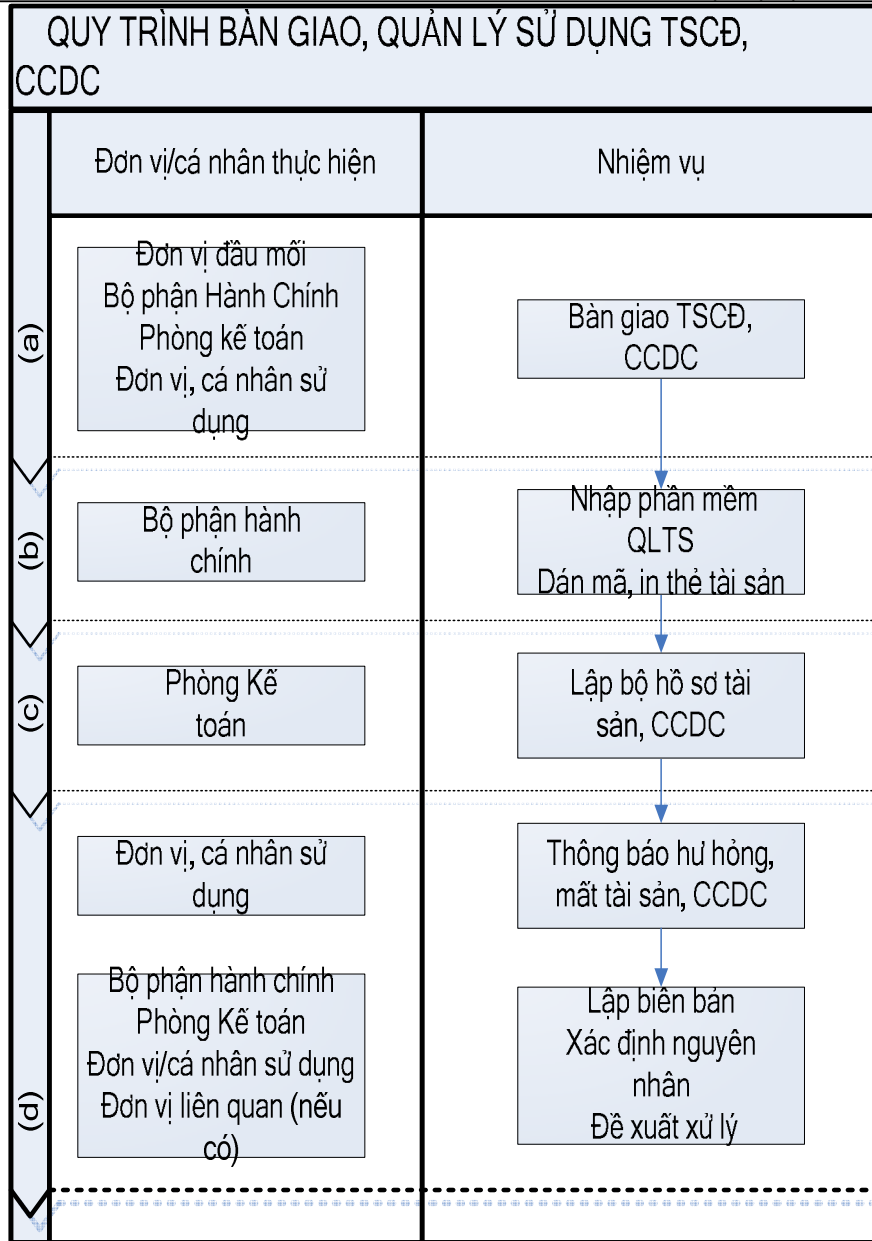 QUY TRÌNH BÀN GIAO, QUẢN LÝ SỬ DỤNG TSCĐ,
CCDC
Đơn vị/cá nhân thực hiện
Nhiệm vụ
(a)
Đơn vị đầu mối
Bộ phận Hành Chính
Phòng kế toán
Đơn vị, cá nhân sử
dụng
Bàn giao TSCĐ,
CCDC
(b)
Bộ phận hành
chính
Nhập phần mềm
QLTS
Dán mã, in thẻ tài sản
(c)
Phòng Kế
toán
Lập bộ hồ sơ tài
sản, CCDC
(d)
Đơn vị, cá nhân sử
dụng
Thông báo hư hỏng,
mất tài sản, CCDC
Bộ phận hành chính
Phòng Kế toán
Đơn vị/cá nhân sử dụng
Đơn vị liên quan (nếu
có)
Lập biên bản
Xác định nguyên
nhân
Đề xuất xử lý